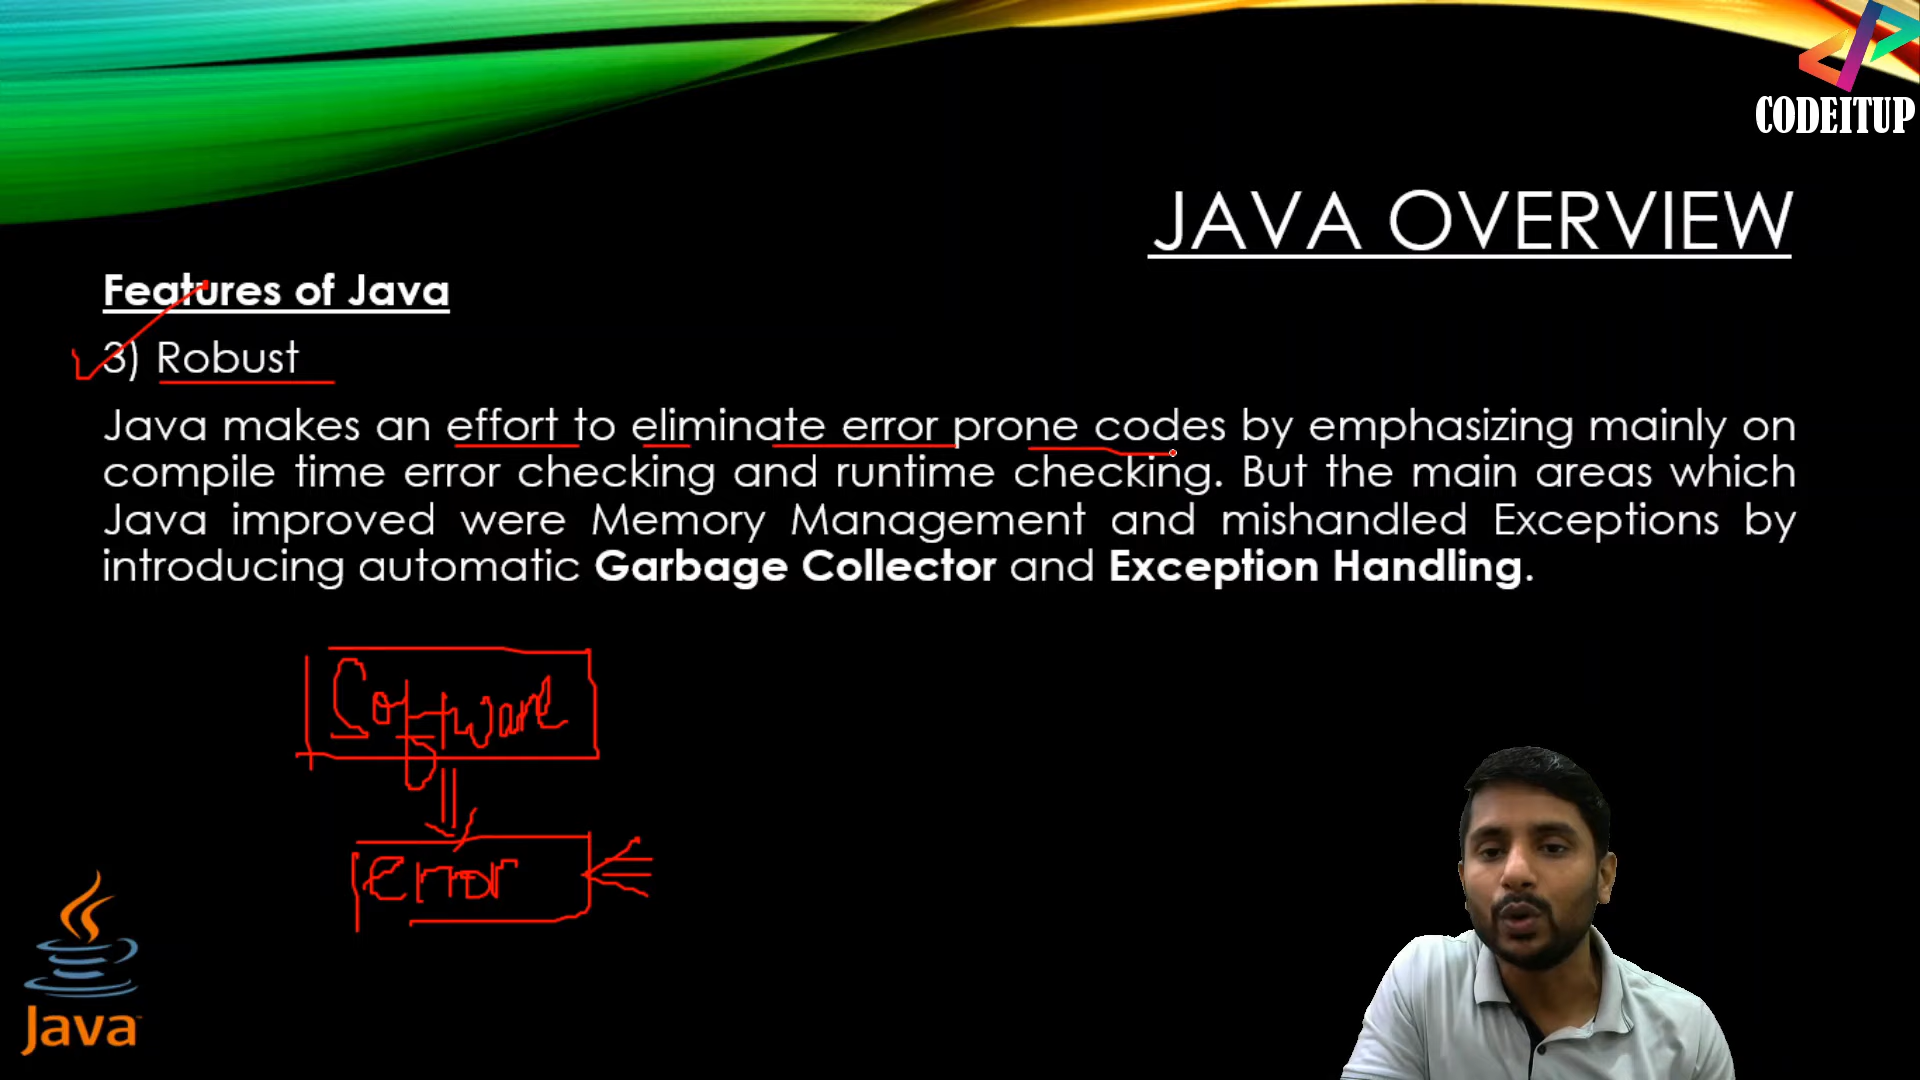 CODEITUP
JAVA OVERVIEW
Features of Java
3) Robust
Java makes an effort to eliminate error prone codes by emphasizing mainly on
compile time error checking and runtime checking. But the main areas which
Java improved were Memory Management and mishandled Exceptions by
introducing automatic Garbage Collector and Exception Handling.
Software
Error
Java